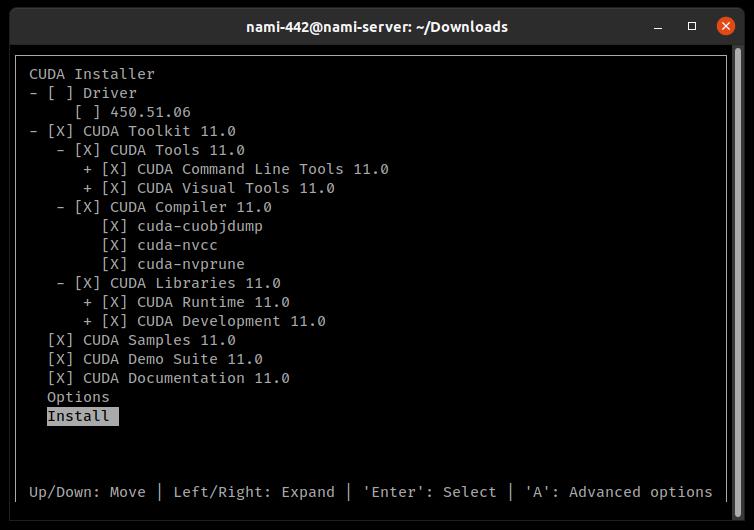 nami-442@nami-server: ~/Downloads
CUDA Installer
- [ ] Driver
     [ ] 450.51.06
- [X] CUDA Toolkit 11.0
   - [X] CUDA Tools 11.0
      + [X] CUDA Command Line Tools 11.0
      + [X] CUDA Visual Tools 11.0
   - [X] CUDA Compiler 11.0
        [X] cuda-cuobjdump
        [X] cuda-nvcc
        [X] cuda-nvprune
   - [X] CUDA Libraries 11.0
      + [X] CUDA Runtime 11.0
      + [X] CUDA Development 11.0
  [X] CUDA Samples 11.0
  [X] CUDA Demo Suite 11.0
  [X] CUDA Documentation 11.0
  Options
  Install
Up/Down: Move | Left/Right: Expand | 'Enter': Select | 'A': Advanced options